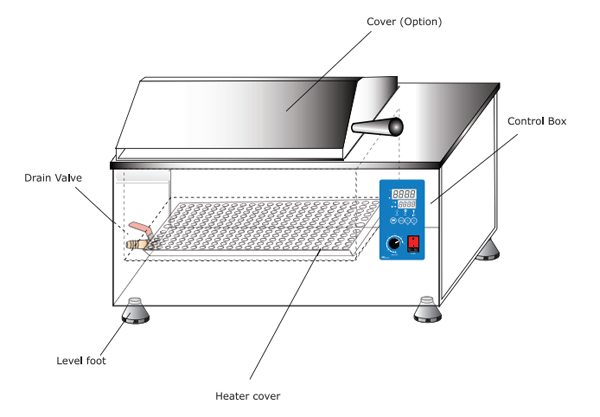 Cover (Option)
Control Box
Drain Valve
Level foot
Heater cover